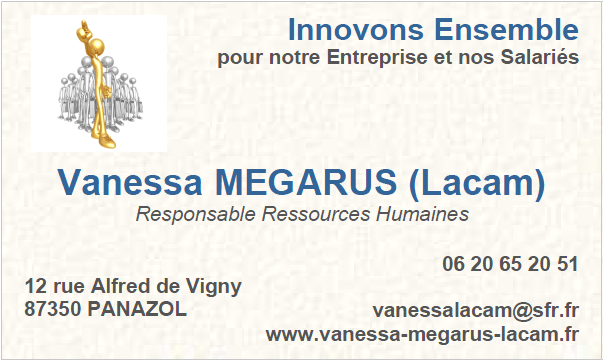 Innovons Ensemble
pour notre Entreprise et nos Salariés
Vanessa MEGARUS (Lacam)
Responsable Ressources Humaines
06 20 65 20 51
12 rue Alfred de Vigny
87350 PANAZOL
vanessalacam@sfr.fr
www.vanessa-megarus-lacam.fr